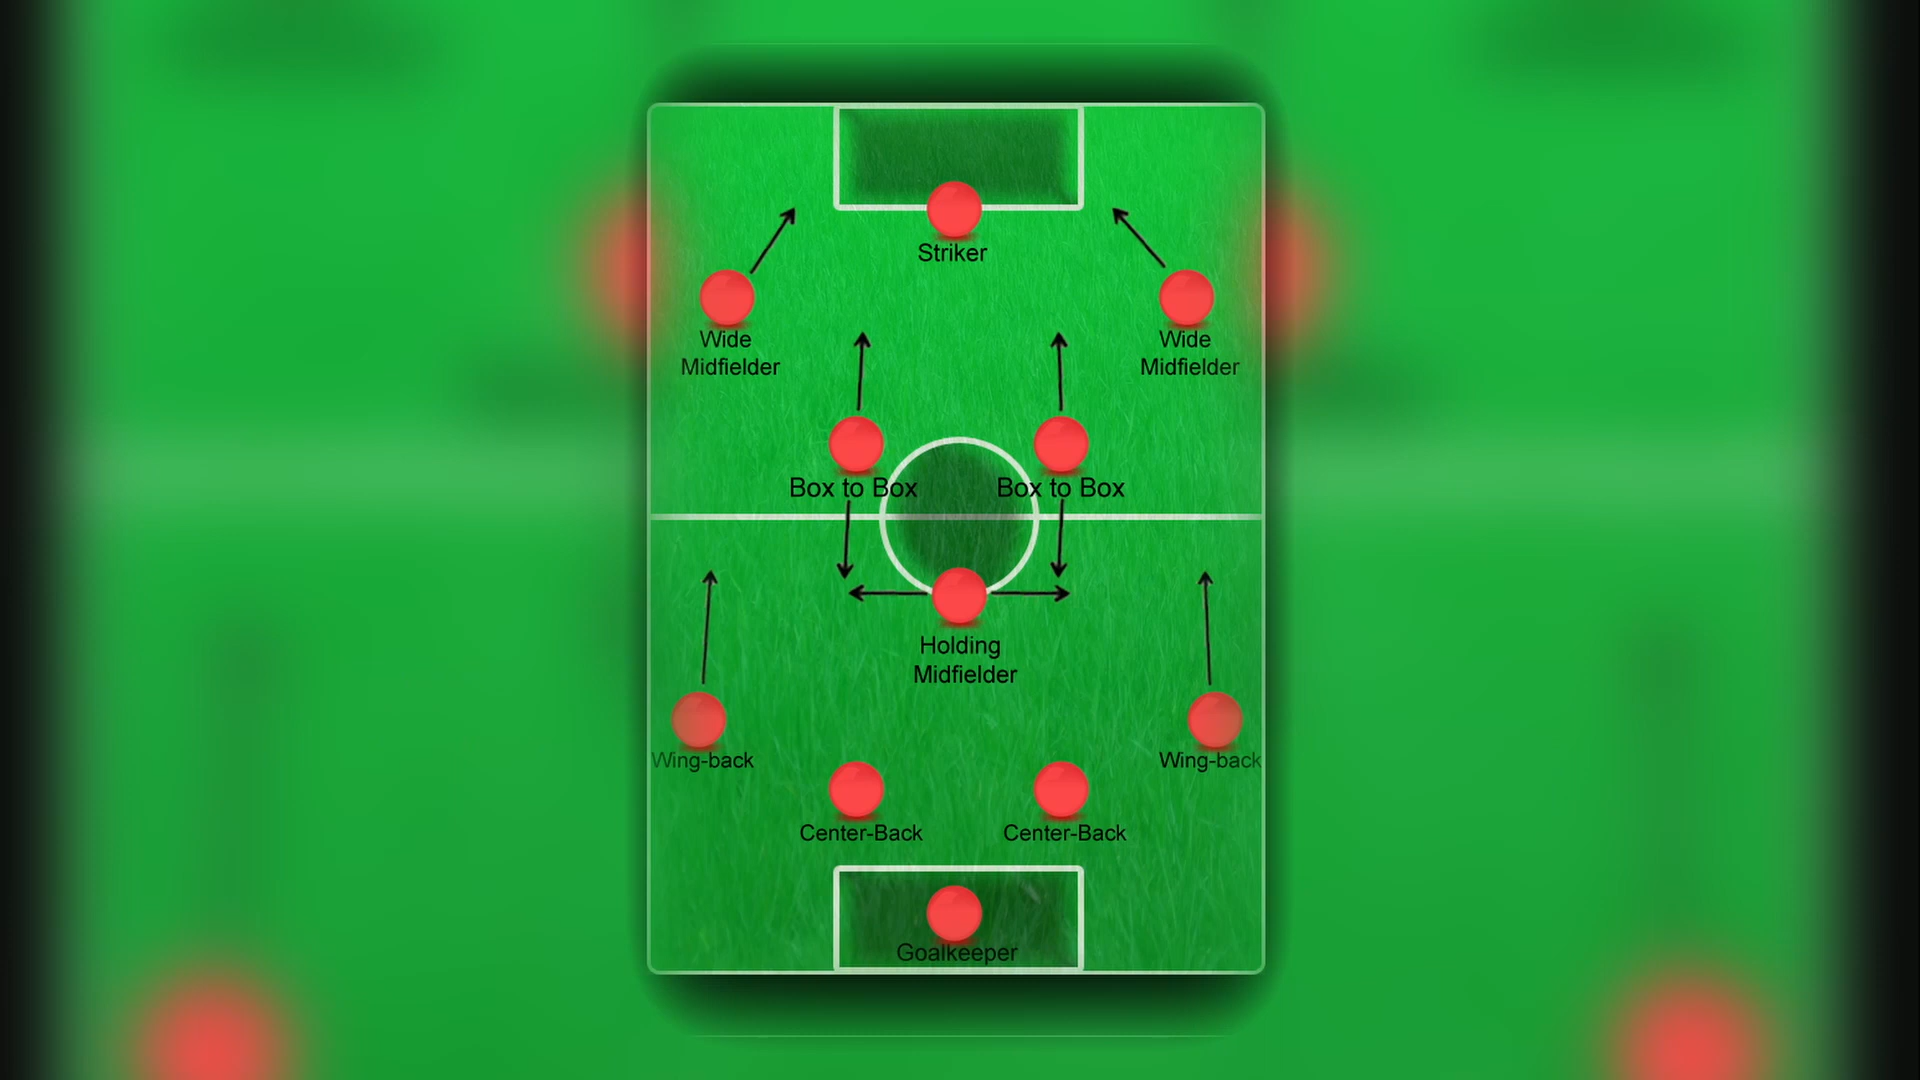 Striker
Wide
Midfielder
Wide
Midfielder
Box to Box
Box to Box
Holding
Midfielder
Wing-back
Wing-back
Center-Back
Center-Back
Goalkeeper